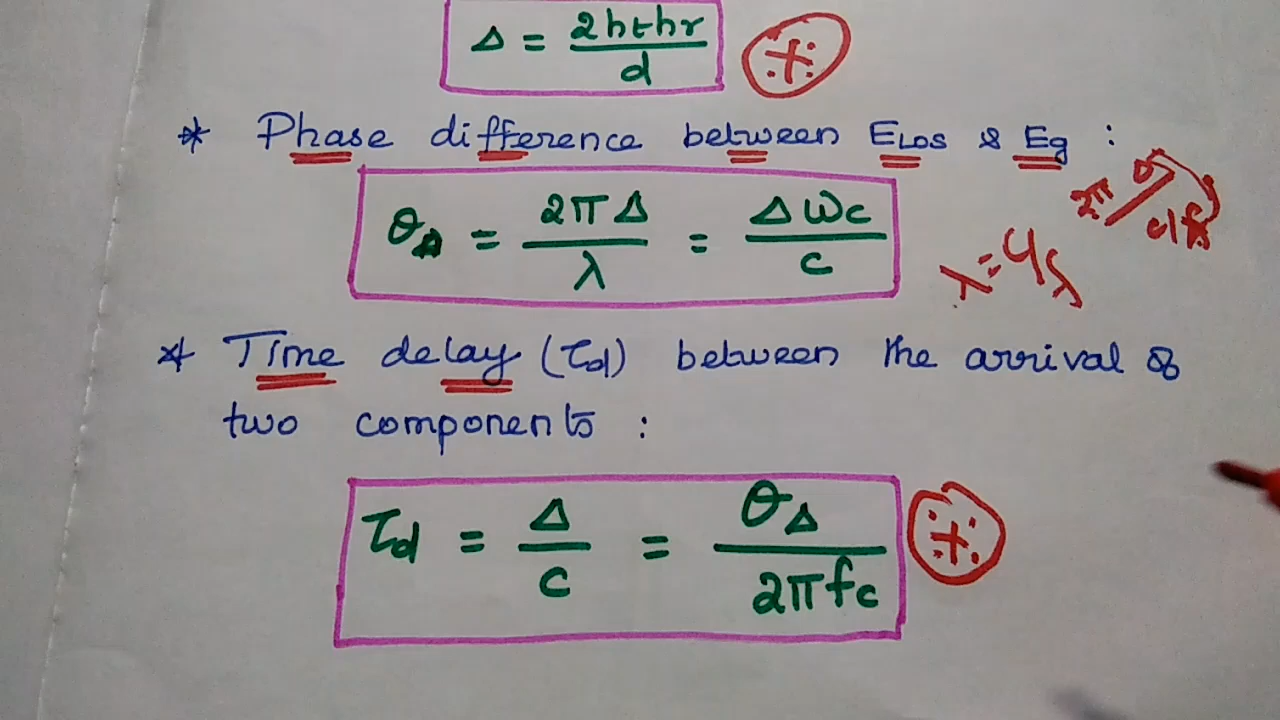 Δ = 2hthr / d
* Phase difference between ELOS & Eg :
θΔ = 2πΔ / λ = Δωc / c
2π Δ / c/f
λ = c/f
* Time delay (τd) between the arrival of
two components :
τd = Δ / c = θΔ / 2πfc